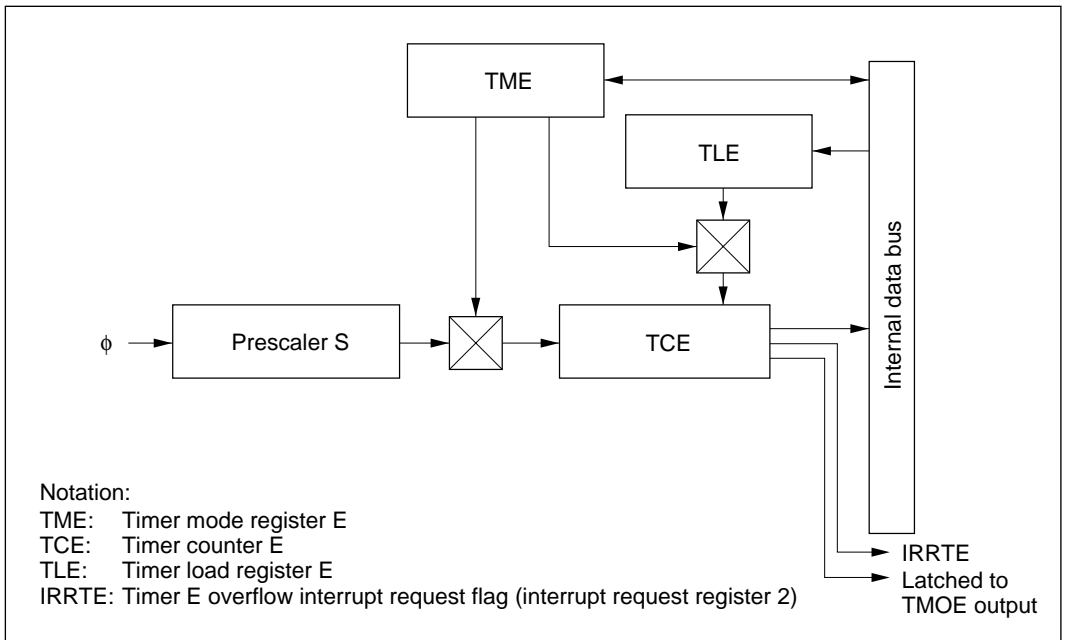 TME
TLE
Internal data bus
ϕ
Prescaler S
TCE
Notation:
TME: Timer mode register E
TCE: Timer counter E
TLE: Timer load register E
IRRTE: Timer E overflow interrupt request flag (interrupt request register 2)
IRRTE
Latched to
TMOE output